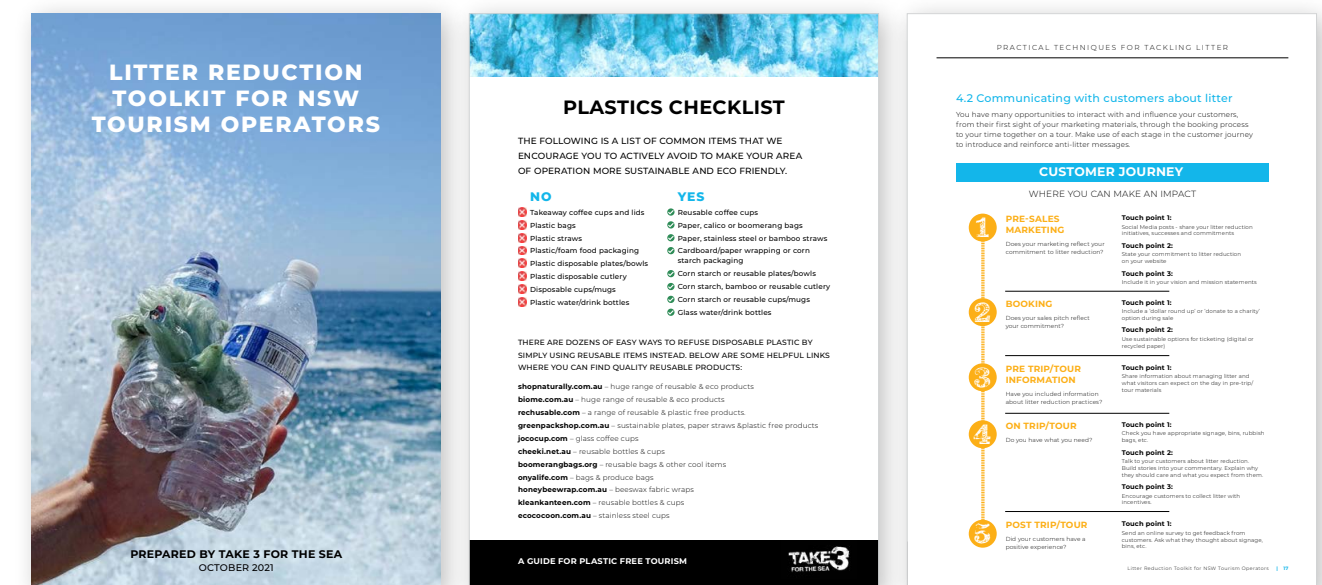 LITTER REDUCTION
TOOLKIT FOR NSW
TOURISM OPERATORS
PREPARED BY TAKE 3 FOR THE SEA
OCTOBER 2021
PLASTICS CHECKLIST
THE FOLLOWING IS A LIST OF COMMON ITEMS THAT WE
ENCOURAGE YOU TO ACTIVELY AVOID TO MAKE YOUR AREA
OF OPERATION MORE SUSTAINABLE AND ECO FRIENDLY.
NO
Takeaway coffee cups and lids
Plastic bags
Plastic straws
Plastic/foam food packaging
Plastic disposable plates/bowls
Plastic disposable cutlery
Disposable cups/mugs
Plastic water/drink bottles
YES
Reusable coffee cups
Paper, calico or boomerang bags
Paper, stainless steel or bamboo straws
Cardboard/paper wrapping or corn
starch packaging
Corn starch or reusable plates/bowls
Corn starch, bamboo or reusable cutlery
Corn starch or reusable cups/mugs
Glass water/drink bottles
THERE ARE DOZENS OF EASY WAYS TO REFUSE DISPOSABLE PLASTIC BY
SIMPLY USING REUSABLE ITEMS INSTEAD. BELOW ARE SOME HELPFUL LINKS
WHERE YOU CAN FIND QUALITY REUSABLE PRODUCTS:
shopnaturally.com.au – huge range of reusable & eco products
biome.com.au – huge range of reusable & eco products
rechusable.com – a range of reusable & plastic free products.
greenpackshop.com.au – sustainable plates, paper straws &plastic free products
jococup.com – glass coffee cups
cheeki.net.au – reusable bottles & cups
boomerangbags.org – reusable bags & other cool items
onyalife.com – bags & produce bags
honeybeewrap.com.au – beeswax fabric wraps
kleankanteen.com – reusable bottles & cups
ecococoon.com.au – stainless steel cups
A GUIDE FOR PLASTIC FREE TOURISM
TAKE 3
FOR THE SEA
PRACTICAL TECHNIQUES FOR TACKLING LITTER
4.2 Communicating with customers about litter
You have many opportunities to interact with and influence your customers,
from their first sight of your marketing materials, through the booking process
to your time together on a tour. Make use of each stage in the customer journey
to introduce and reinforce anti-litter messages.
CUSTOMER JOURNEY
WHERE YOU CAN MAKE AN IMPACT
1
PRE-SALES
MARKETING
Does your marketing reflect your
commitment to litter reduction?
Touch point 1:
Social Media posts - share your litter reduction
initiatives, successes and commitments
Touch point 2:
State your commitment to litter reduction
on your website
Touch point 3:
Include it in your vision and mission statements
2
BOOKING
Does your sales pitch reflect
your commitment?
Touch point 1:
Include a 'dollar round up' or 'donate to a charity'
option during sale
Touch point 2:
Use sustainable options for ticketing (digital or
recycled paper)
3
PRE TRIP/TOUR
INFORMATION
Have you included information
about litter reduction practices?
Touch point 1:
Share information about managing litter and
what visitors can expect on the day in pre-trip/
tour materials
4
ON TRIP/TOUR
Do you have what you need?
Touch point 1:
Check you have appropriate signage, bins, rubbish
bags, etc.
Touch point 2:
Talk to your customers about litter reduction.
Build stories into your commentary. Explain why
they should care and what you expect from them.
Touch point 3:
Encourage customers to collect litter with
incentives.
5
POST TRIP/TOUR
Did your customers have a
positive experience?
Touch point 1:
Send an online survey to get feedback from
customers. Ask what they thought about signage,
bins, etc.
Litter Reduction Toolkit for NSW Tourism Operators | 17